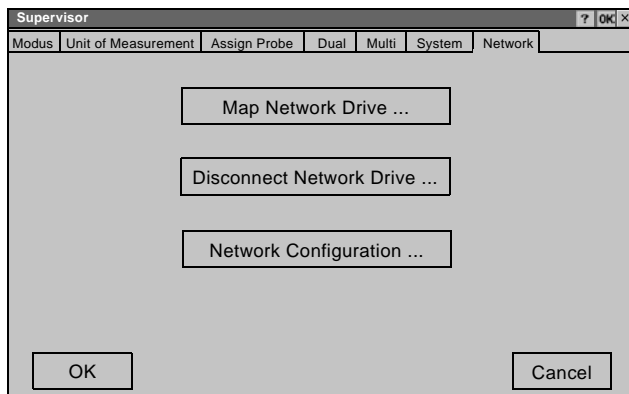 Supervisor ? OK ×
Modus Unit of Measurement Assign Probe Dual Multi System Network
Map Network Drive ...
Disconnect Network Drive ...
Network Configuration ...
OK Cancel